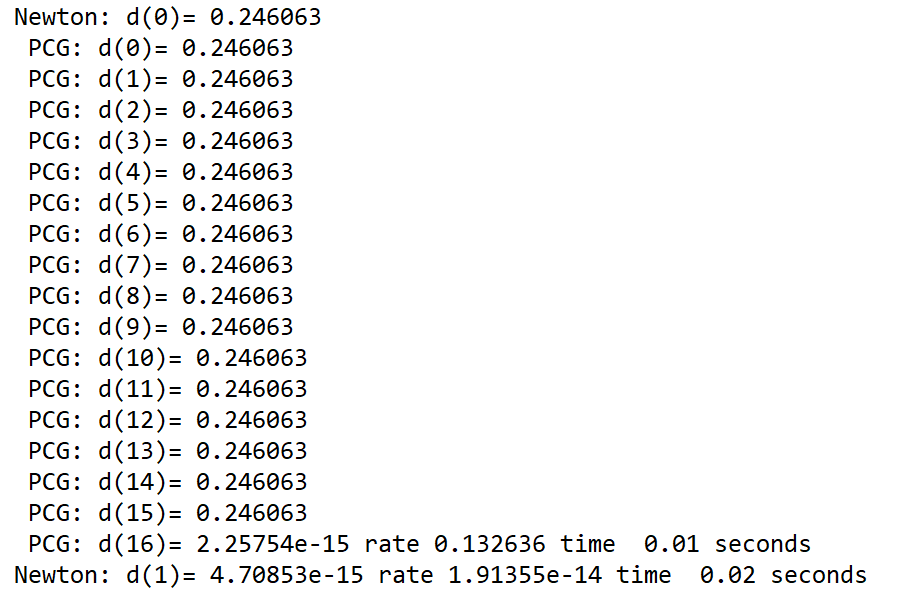 Newton: d(0)= 0.246063
PCG: d(0)= 0.246063
PCG: d(1)= 0.246063
PCG: d(2)= 0.246063
PCG: d(3)= 0.246063
PCG: d(4)= 0.246063
PCG: d(5)= 0.246063
PCG: d(6)= 0.246063
PCG: d(7)= 0.246063
PCG: d(8)= 0.246063
PCG: d(9)= 0.246063
PCG: d(10)= 0.246063
PCG: d(11)= 0.246063
PCG: d(12)= 0.246063
PCG: d(13)= 0.246063
PCG: d(14)= 0.246063
PCG: d(15)= 0.246063
PCG: d(16)= 2.25754e-15 rate 0.132636 time  0.01 seconds
Newton: d(1)= 4.70853e-15 rate 1.91355e-14 time  0.02 seconds